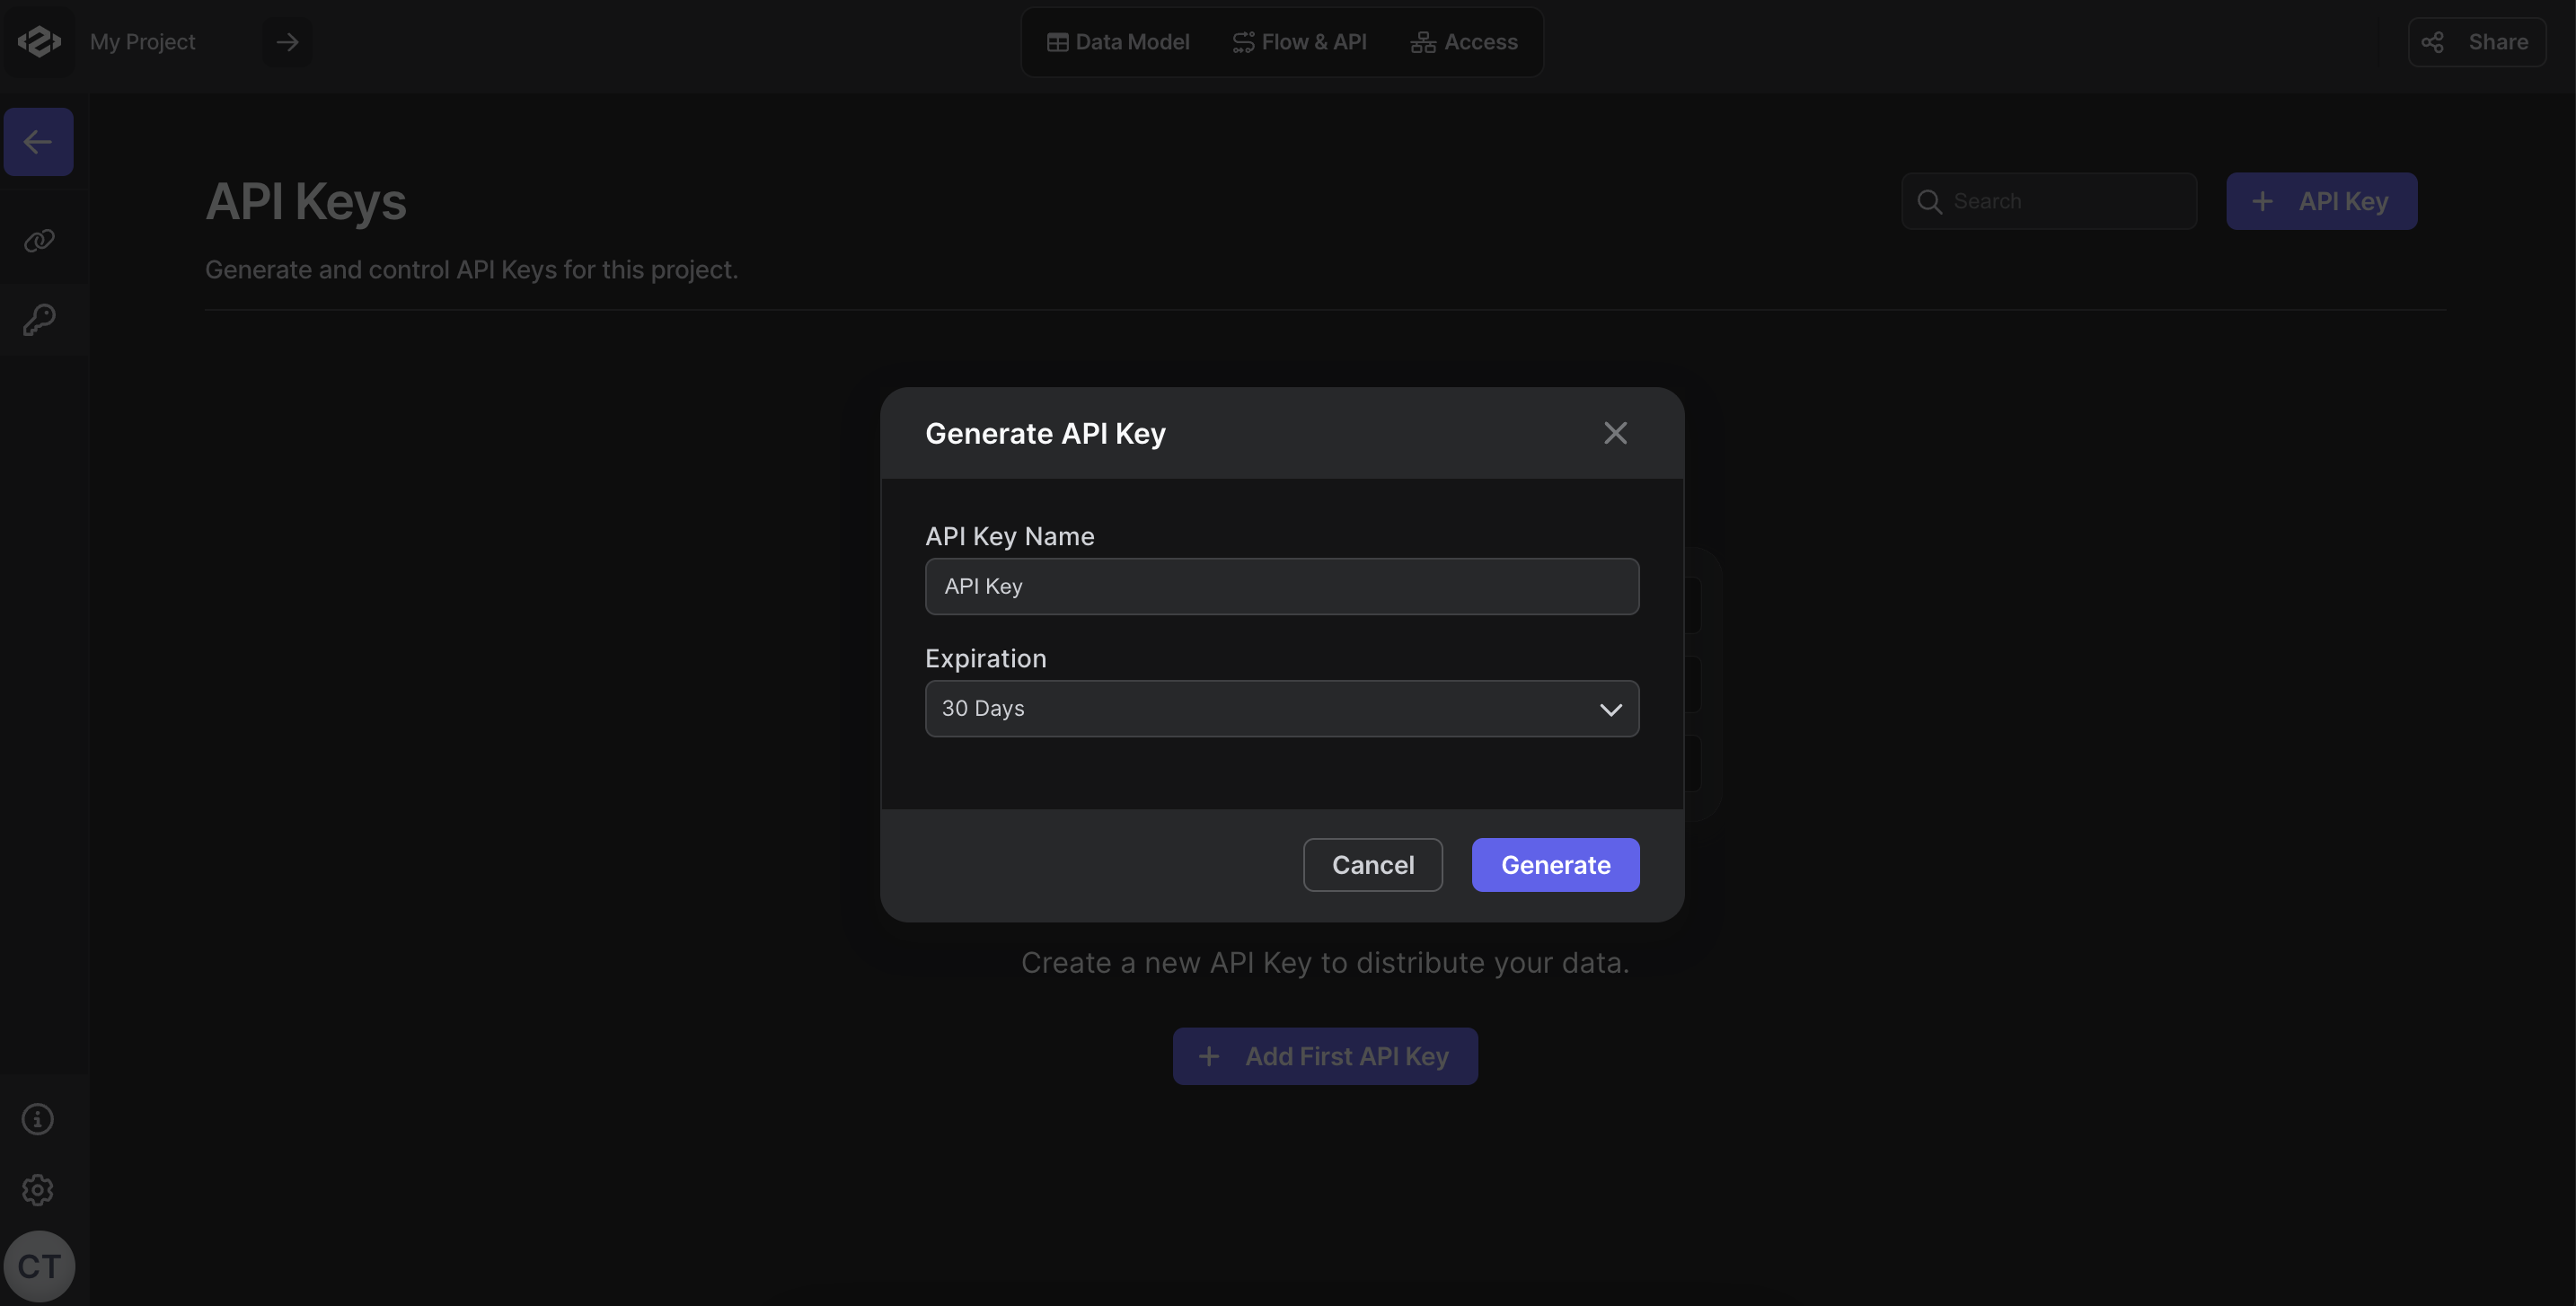 My Project
Data Model
Flow & API
Access
Share
API Keys
Search
API Key
Generate and control API Keys for this project.
Generate API Key
API Key Name
API Key
Expiration
30 Days
Cancel
Generate
Create a new API Key to distribute your data.
Add First API Key
CT